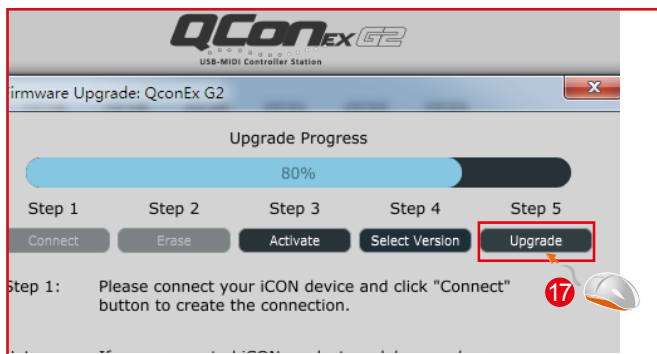 QCon EX G2
USB-MIDI Controller Station
irmware Upgrade: QconEx G2
x
Upgrade Progress
80%
Step 1 Step 2 Step 3 Step 4 Step 5
Connect Erase Activate Select Version Upgrade
Step 1: Please connect your iCON device and click "Connect"
button to create the connection.
17